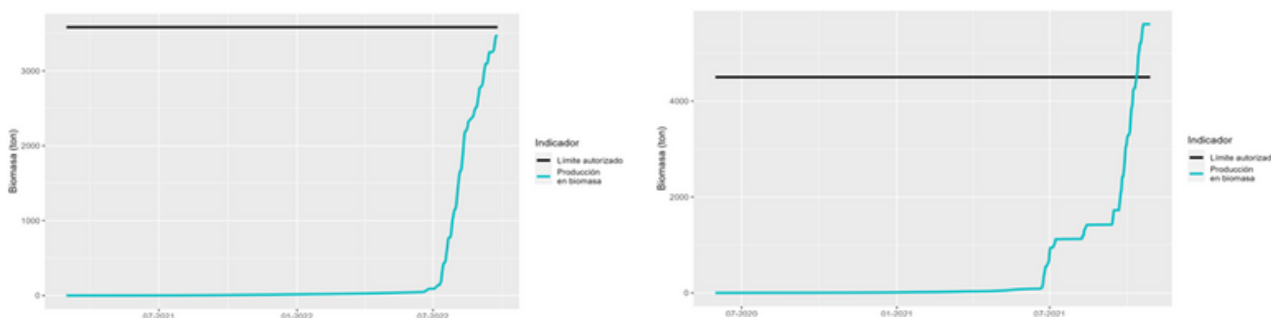 Biomasa (ton)
3000
2000
1000
0
07-2021
01-2022
07-2022
Indicador
Límite autorizado
Producción
en biomasa
Biomasa (ton)
4000
2000
0
07-2020
01-2021
07-2021
Indicador
Límite autorizad
Producción
en biomasa